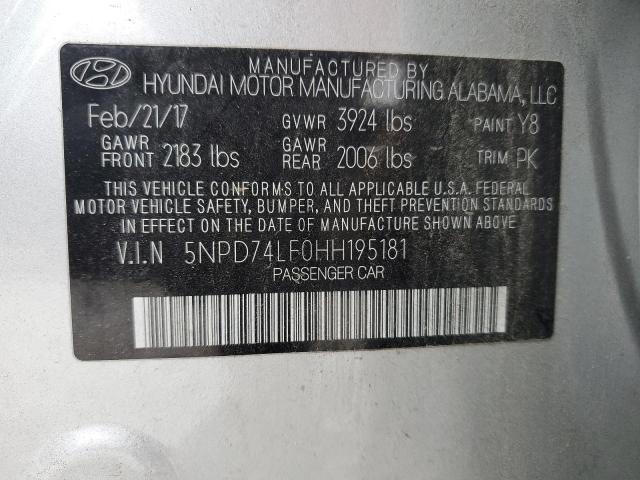 MANUFACTURED BY
HYUNDAI MOTOR MANUFACTURING ALABAMA, LLC
Feb/21/17 GVWR 3924 lbs PAINT Y8
GAWR FRONT 2183 lbs GAWR REAR 2006 lbs TRIM PK
THIS VEHICLE CONFORMS TO ALL APPLICABLE U.S.A. FEDERAL
MOTOR VEHICLE SAFETY, BUMPER, AND THEFT PREVENTION STANDARDS
IN EFFECT ON THE DATE OF MANUFACTURE SHOWN ABOVE
V.I.N 5NPD74LF0HH195181
PASSENGER CAR